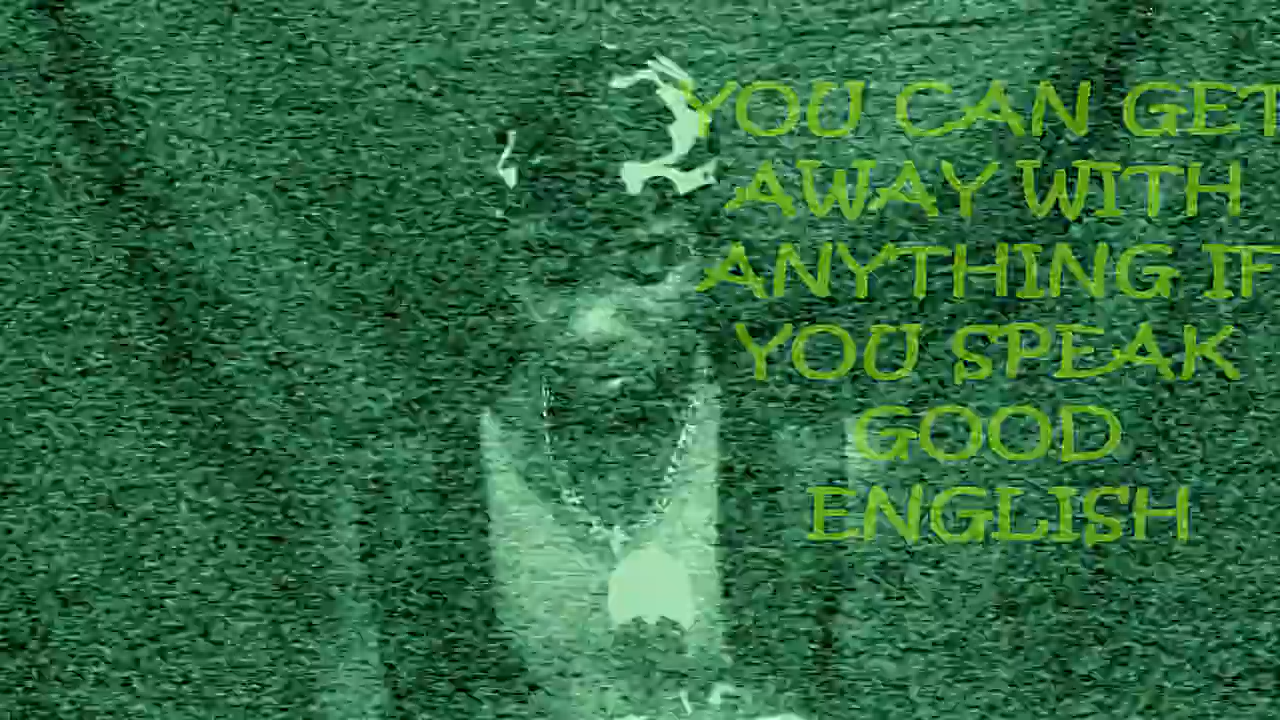 YOU CAN GET
AWAY WITH
ANYTHING IF
YOU SPEAK
GOOD
ENGLISH